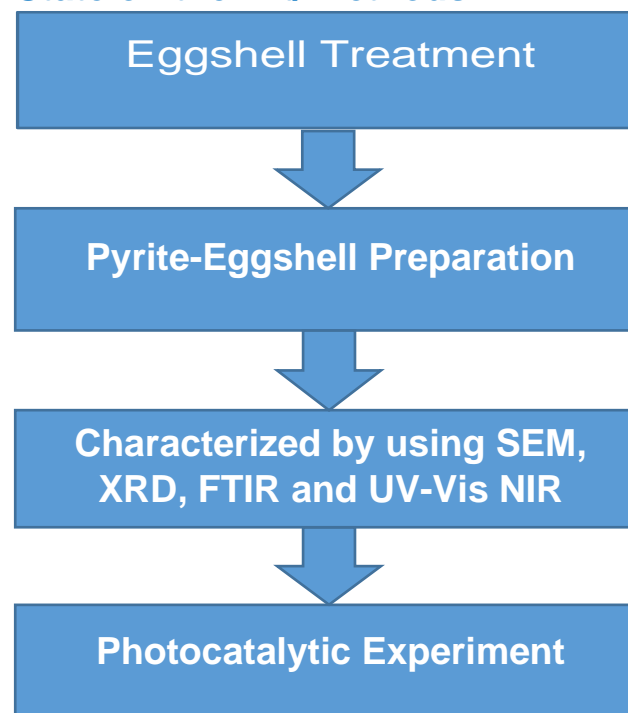 Eggshell Treatment
Pyrite-Eggshell Preparation
Characterized by using SEM,
XRD, FTIR and UV-Vis NIR
Photocatalytic Experiment